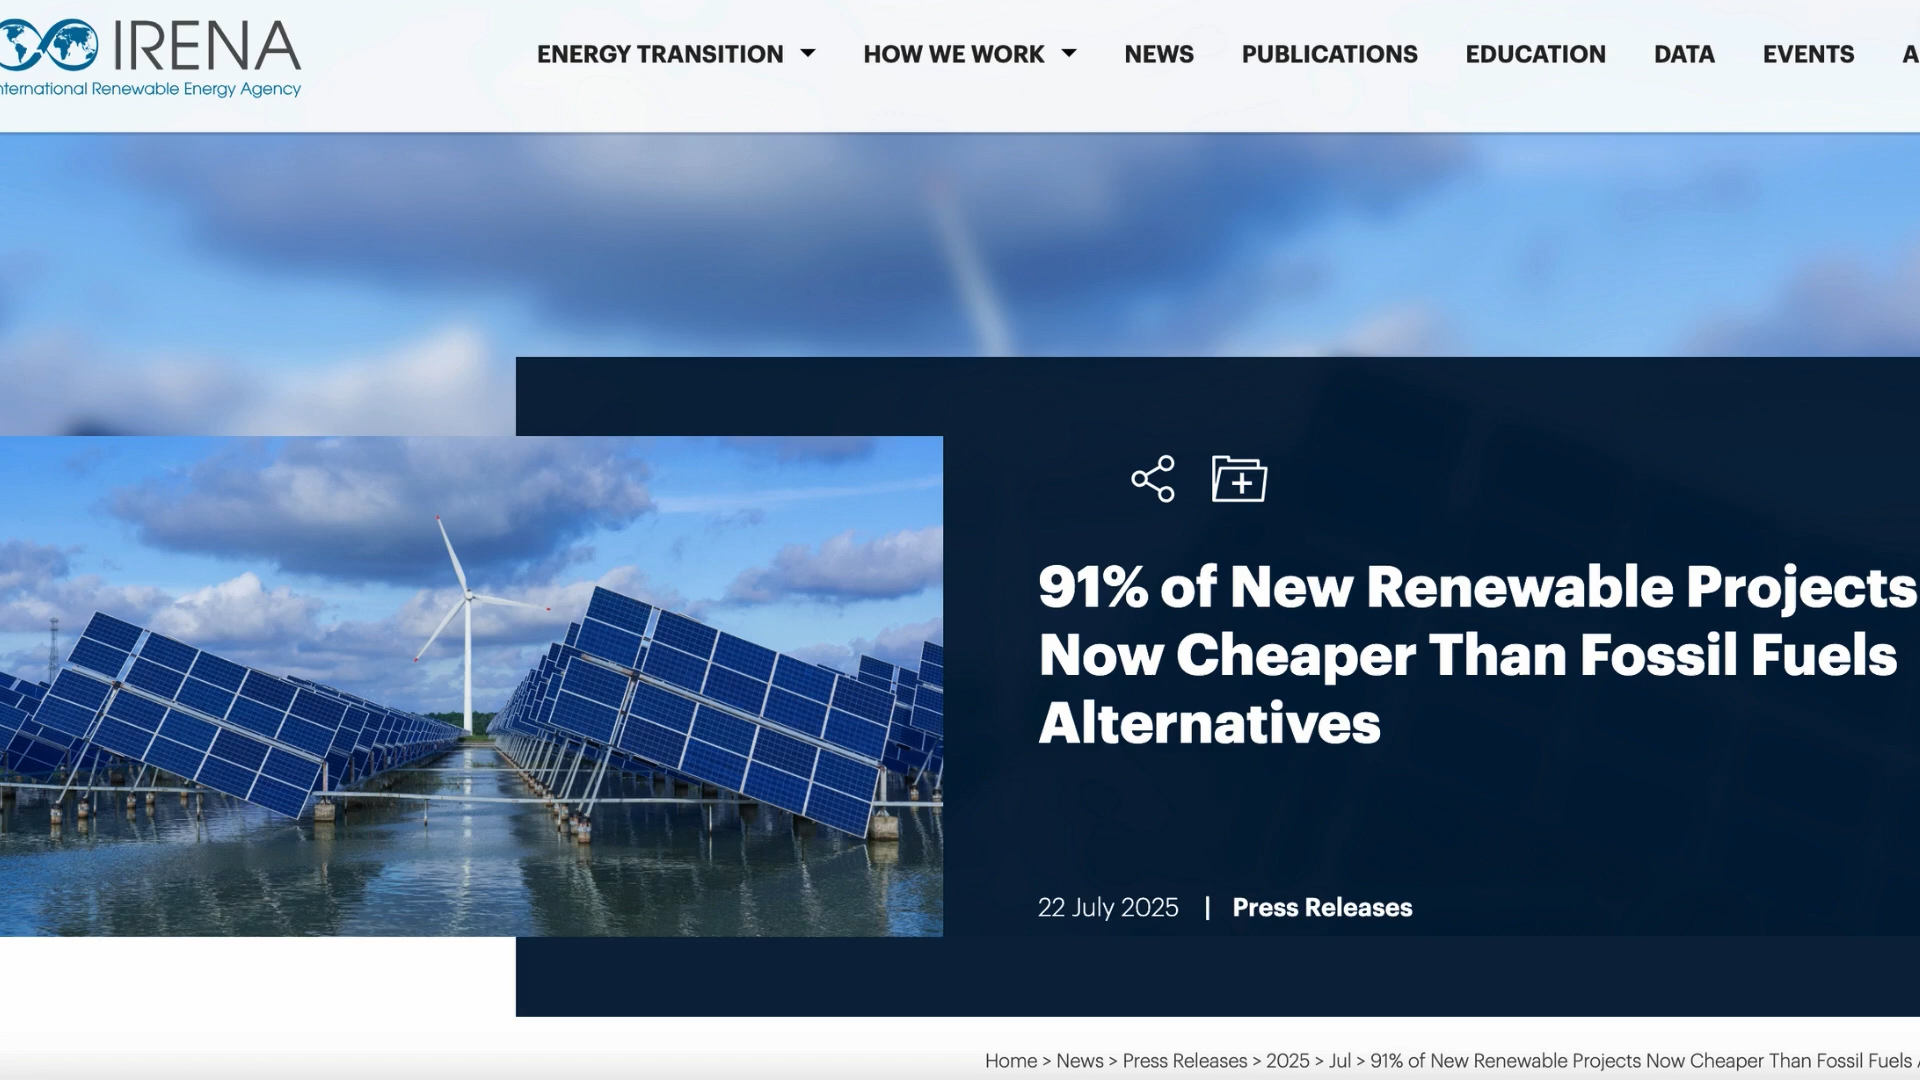 IRENA
nternational Renewable Energy Agency
ENERGY TRANSITION HOW WE WORK NEWS PUBLICATIONS EDUCATION DATA EVENTS A
91% of New Renewable Projects
Now Cheaper Than Fossil Fuels
Alternatives
22 July 2025 | Press Releases
Home > News > Press Releases > 2025 > Jul > 91% of New Renewable Projects Now Cheaper Than Fossil Fuels